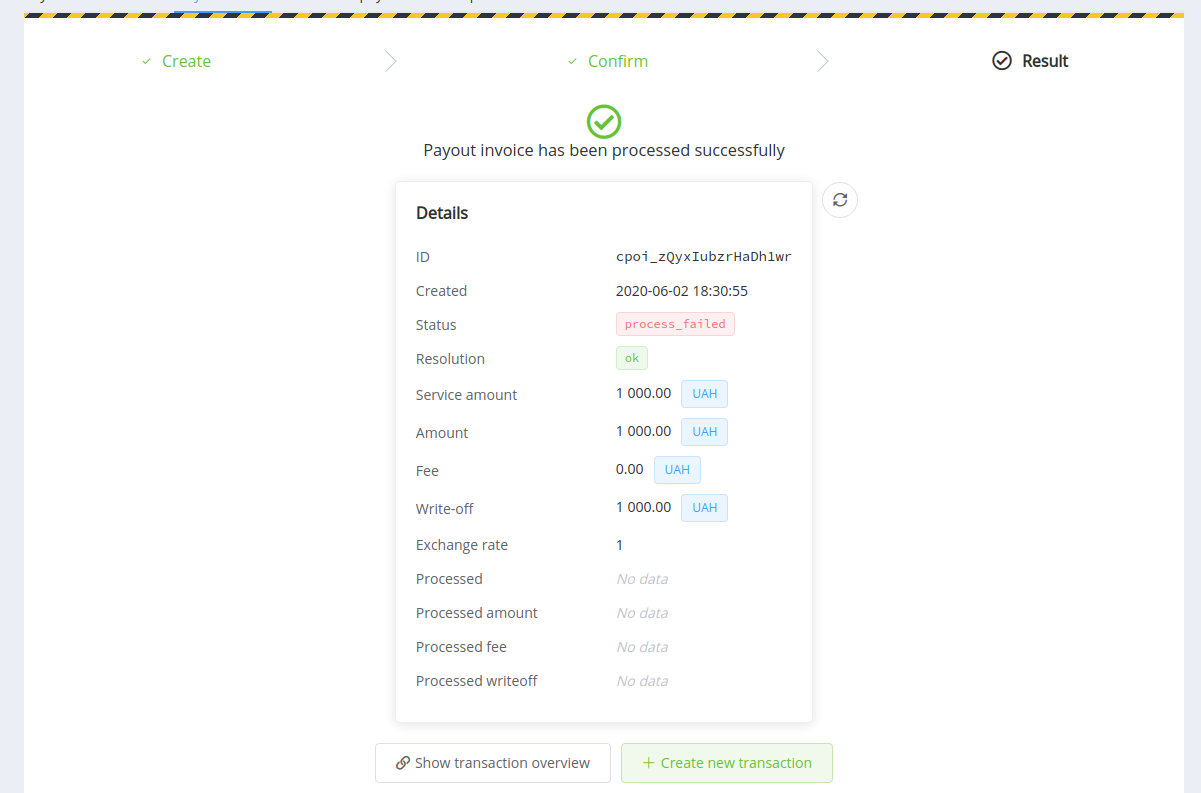 Create
Confirm
Result
Payout invoice has been processed successfully
Details
ID cpoi_zQyxIubzrHaDh1wr
Created 2020-06-02 18:30:55
Status process_failed
Resolution ok
Service amount 1 000.00 UAH
Amount 1 000.00 UAH
Fee 0.00 UAH
Write-off 1 000.00 UAH
Exchange rate 1
Processed No data
Processed amount No data
Processed fee No data
Processed writeoff No data
Show transaction overview
+ Create new transaction